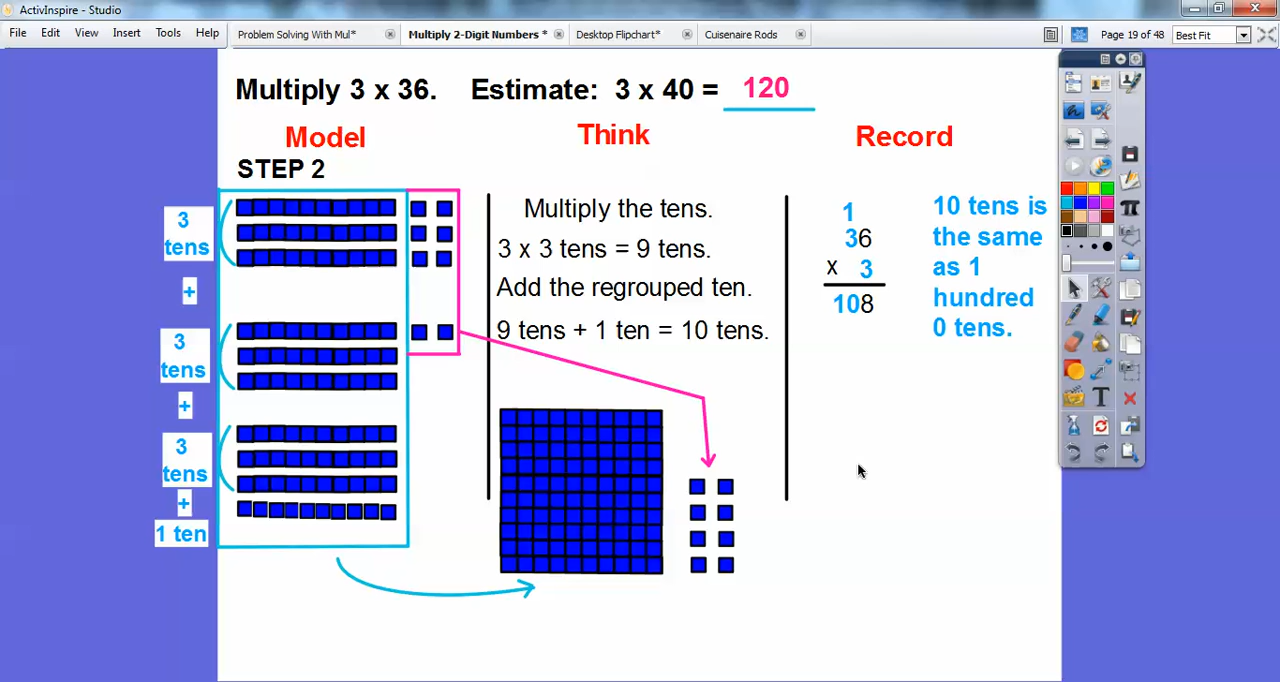 ActivInspire - Studio
File Edit View Insert Tools Help
Problem Solving With Mul*
Multiply 2-Digit Numbers *
Desktop Flipchart*
Cuisenaire Rods
Page 19 of 48
Best Fit
Multiply 3 x 36. Estimate: 3 x 40 = 120
Model
STEP 2
3
tens
+
3
tens
+
3
tens
+
1 ten
Think
Multiply the tens.
3 x 3 tens = 9 tens.
Add the regrouped ten.
9 tens + 1 ten = 10 tens.
Record
1
36
x 3
108
10 tens is
the same
as 1
hundred
0 tens.